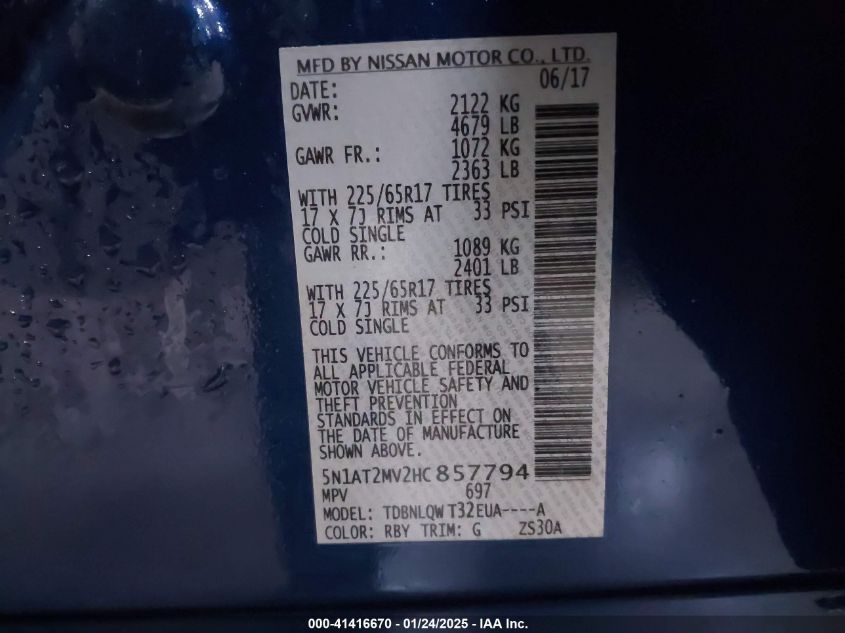 MFD BY NISSAN MOTOR CO., LTD.
DATE: 06/17
GVWR: 2122 KG
4679 LB
GAWR FR.: 1072 KG
2363 LB
WITH 225/65R17 TIRES
17 X 7J RIMS AT 33 PSI
COLD SINGLE
GAWR RR.: 1089 KG
2401 LB
WITH 225/65R17 TIRES
17 X 7J RIMS AT 33 PSI
COLD SINGLE
THIS VEHICLE CONFORMS TO
ALL APPLICABLE FEDERAL
MOTOR VEHICLE SAFETY AND
THEFT PREVENTION
STANDARDS IN EFFECT ON
THE DATE OF MANUFACTURE
SHOWN ABOVE.
5N1AT2MV2HC857794
MPV 697
MODEL: TDBNLQW T32EUA----A
COLOR: RBY TRIM: G ZS30A
000-41416670 - 01/24/2025 - IAA Inc.